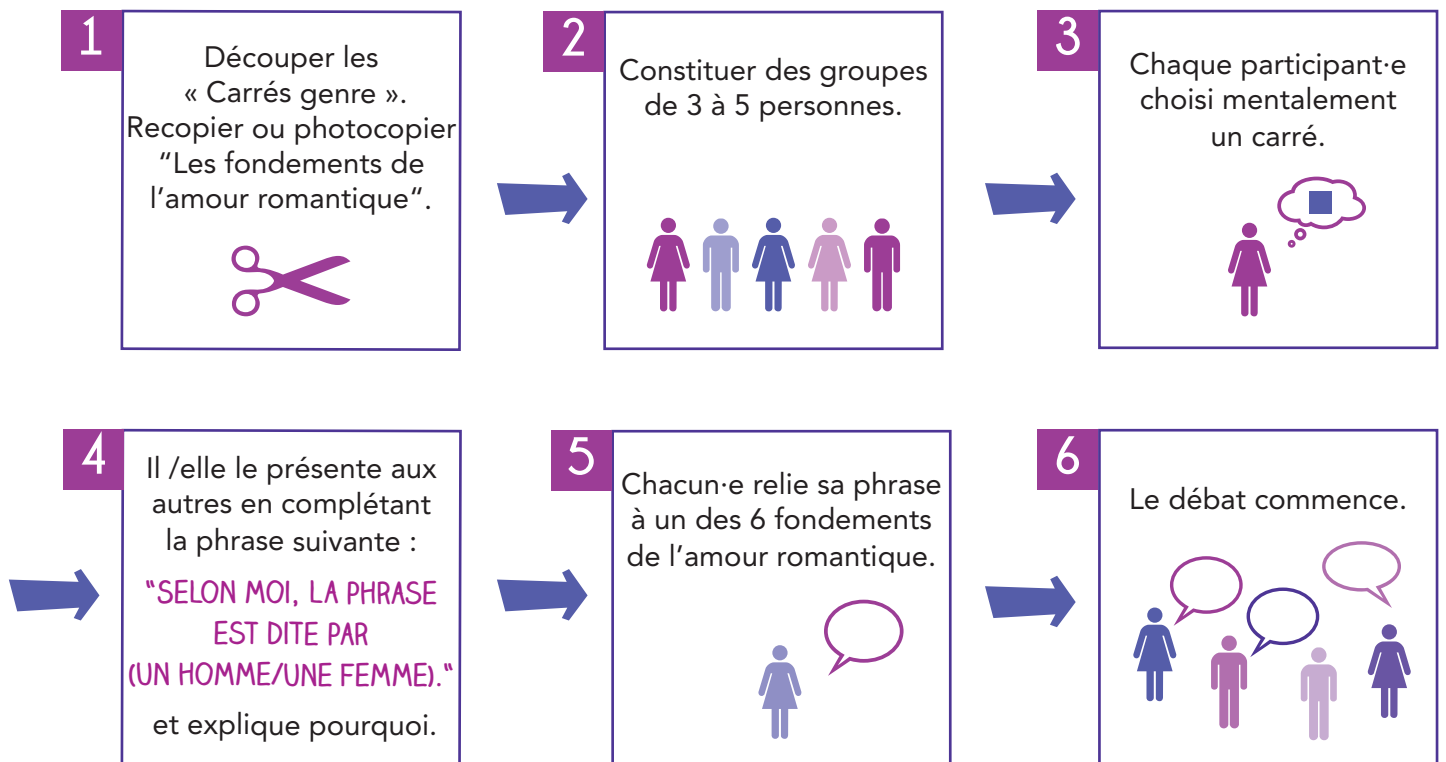 1
Découper les
« Carrés genre ».
Recopier ou photocopier
“Les fondements de
l’amour romantique“.
2
Constituer des groupes
de 3 à 5 personnes.
3
Chaque participant·e
choisi mentalement
un carré.
4
Il /elle le présente aux
autres en complétant
la phrase suivante :
"SELON MOI, LA PHRASE
EST DITE PAR
(UN HOMME/UNE FEMME)."
et explique pourquoi.
5
Chacun·e relie sa phrase
à un des 6 fondements
de l’amour romantique.
6
Le débat commence.